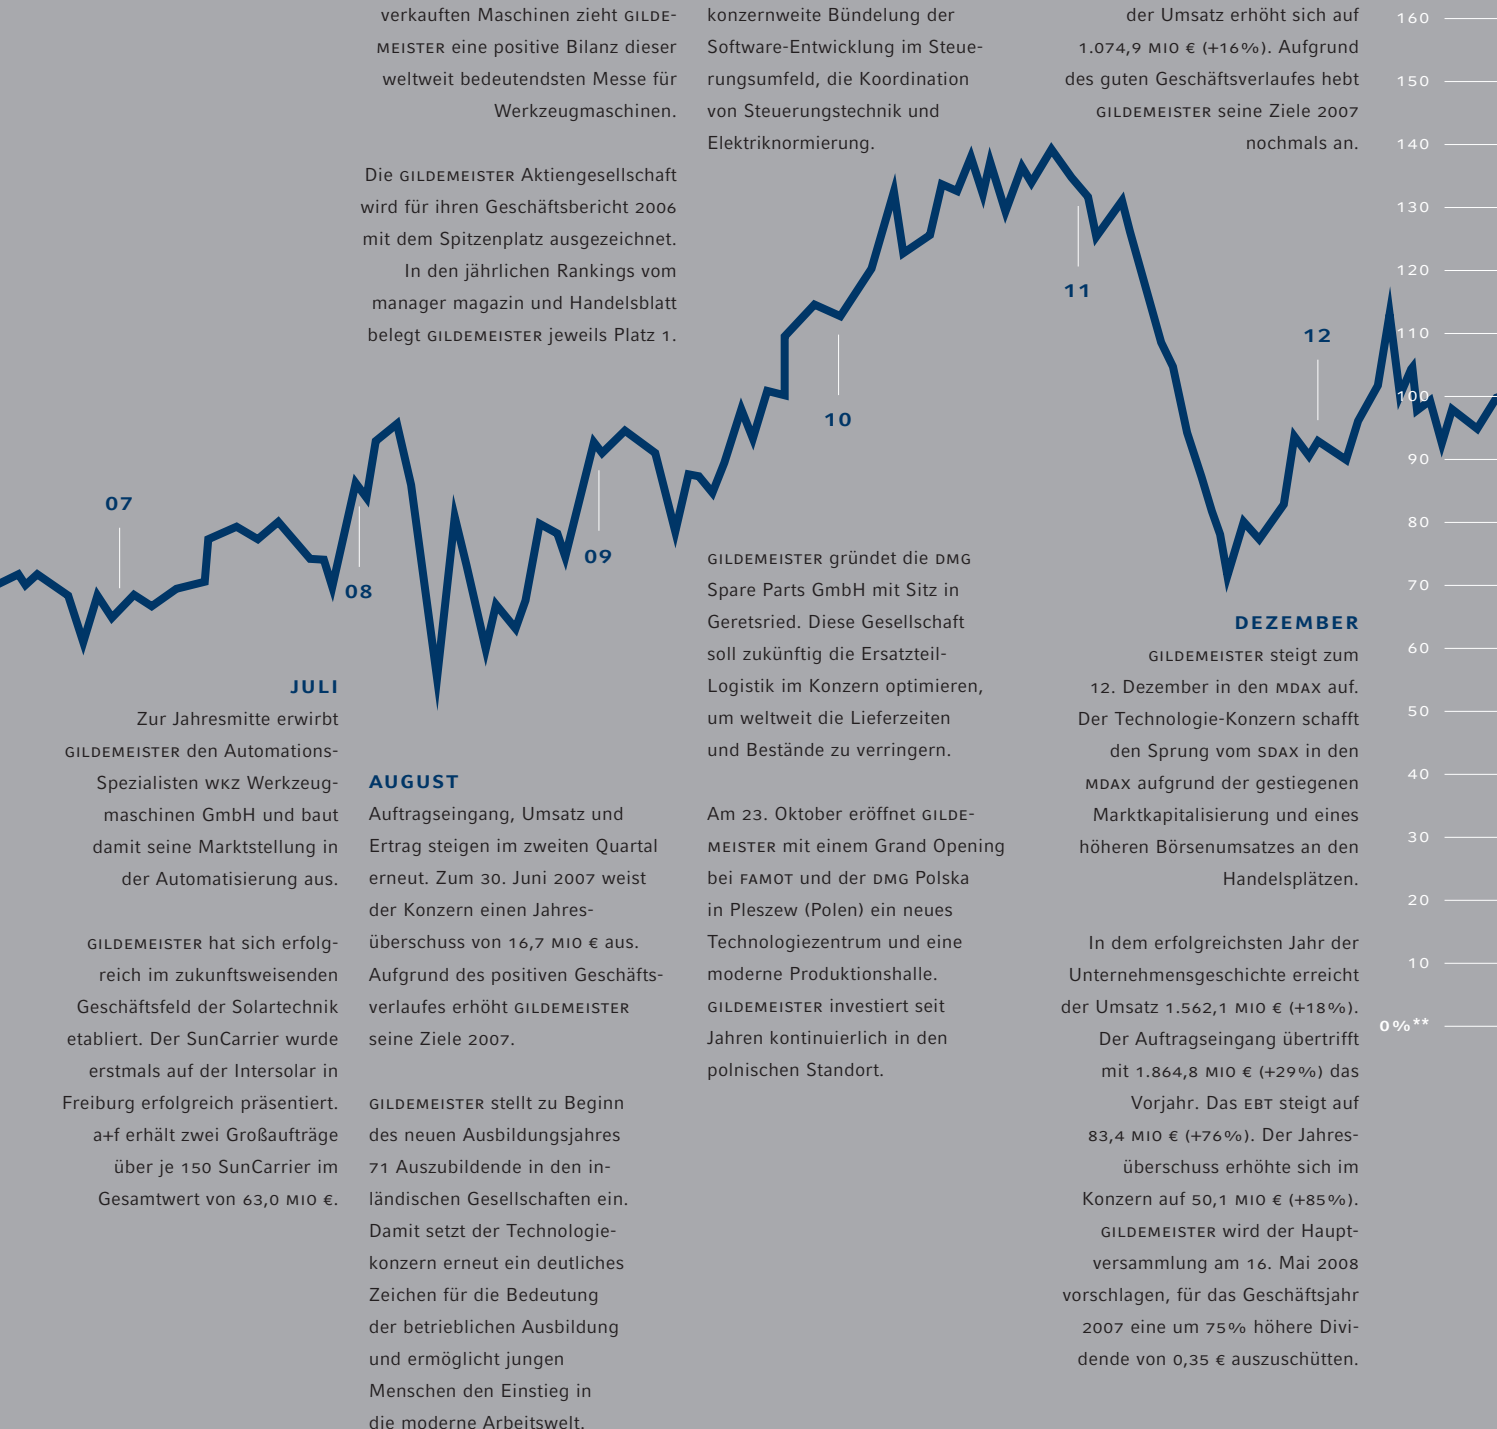 verkauften Maschinen zieht GILDE-
MEISTER eine positive Bilanz dieser
weltweit bedeutendsten Messe für
Werkzeugmaschinen.
Die GILDEMEISTER Aktiengesellschaft
wird für ihren Geschäftsbericht 2006
mit dem Spitzenplatz ausgezeichnet.
In den jährlichen Rankings vom
manager magazin und Handelsblatt
belegt GILDEMEISTER jeweils Platz 1.
konzernweite Bündelung der
Software-Entwicklung im Steue-
rungsumfeld, die Koordination
von Steuerungstechnik und
Elektriknormierung.
der Umsatz erhöht sich auf
1.074,9 MIO € (+16%). Aufgrund
des guten Geschäftsverlaufes hebt
GILDEMEISTER seine Ziele 2007
nochmals an.
07
08
09
10
11
12
JULI
Zur Jahresmitte erwirbt
GILDEMEISTER den Automations-
Spezialisten WKZ Werkzeug-
maschinen GmbH und baut
damit seine Marktstellung in
der Automatisierung aus.
GILDEMEISTER hat sich erfolg-
reich im zukunftsweisenden
Geschäftsfeld der Solartechnik
etabliert. Der SunCarrier wurde
erstmals auf der Intersolar in
Freiburg erfolgreich präsentiert.
a+f erhält zwei Großaufträge
über je 150 SunCarrier im
Gesamtwert von 63,0 MIO €.
AUGUST
Auftragseingang, Umsatz und
Ertrag steigen im zweiten Quartal
erneut. Zum 30. Juni 2007 weist
der Konzern einen Jahres-
überschuss von 16,7 MIO € aus.
Aufgrund des positiven Geschäfts-
verlaufes erhöht GILDEMEISTER
seine Ziele 2007.
GILDEMEISTER stellt zu Beginn
des neuen Ausbildungsjahres
71 Auszubildende in den in-
ländischen Gesellschaften ein.
Damit setzt der Technologie-
konzern erneut ein deutliches
Zeichen für die Bedeutung
der betrieblichen Ausbildung
und ermöglicht jungen
Menschen den Einstieg in
die moderne Arbeitswelt.
GILDEMEISTER gründet die DMG
Spare Parts GmbH mit Sitz in
Geretsried. Diese Gesellschaft
soll zukünftig die Ersatzteil-
Logistik im Konzern optimieren,
um weltweit die Lieferzeiten
und Bestände zu verringern.
Am 23. Oktober eröffnet GILDE-
MEISTER mit einem Grand Opening
bei FAMOT und der DMG Polska
in Pleszew (Polen) ein neues
Technologiezentrum und eine
moderne Produktionshalle.
GILDEMEISTER investiert seit
Jahren kontinuierlich in den
polnischen Standort.
DEZEMBER
GILDEMEISTER steigt zum
12. Dezember in den MDAX auf.
Der Technologie-Konzern schafft
den Sprung vom SDAX in den
MDAX aufgrund der gestiegenen
Marktkapitalisierung und eines
höheren Börsenumsatzes an den
Handelsplätzen.
In dem erfolgreichsten Jahr der
Unternehmensgeschichte erreicht
der Umsatz 1.562,1 MIO € (+18%).
Der Auftragseingang übertrifft
mit 1.864,8 MIO € (+29%) das
Vorjahr. Das EBT steigt auf
83,4 MIO € (+76%). Der Jahres-
überschuss erhöhte sich im
Konzern auf 50,1 MIO € (+85%).
GILDEMEISTER wird der Haupt-
versammlung am 16. Mai 2008
vorschlagen, für das Geschäftsjahr
2007 eine um 75% höhere Divi-
dende von 0,35 € auszuschütten.
160
150
140
130
120
110
100
90
80
70
60
50
40
30
20
10
0%**